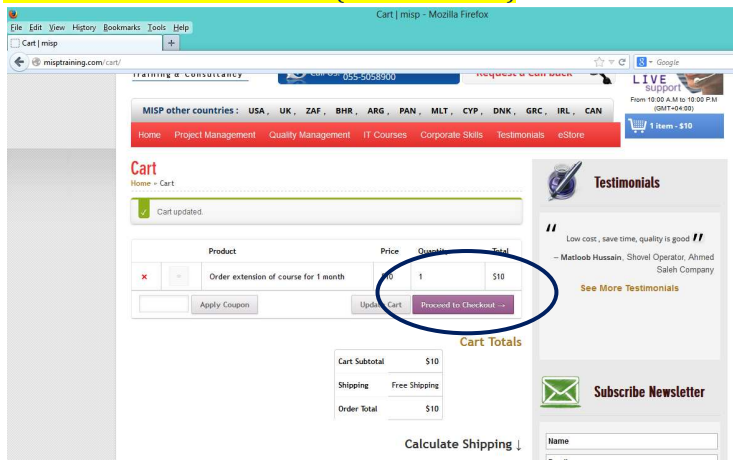 Cart | misp - Mozilla Firefox
File Edit View History Bookmarks Tools Help
Cart | misp
misptraining.com/cart/
Google
Training & Consultancy
055-5058900
Request a Call back
LIVE
support
From 10:00 A.M to 10:00 P.M
(GMT+04:00)
MISP other countries : USA , UK , ZAF , BHR , ARG , PAN , MLT , CYP , DNK , GRC , IRL , CAN
1 item - $10
Home Project Management Quality Management IT Courses Corporate Skills Testimonials eStore
Cart
Home » Cart
Cart updated.
Product Price Quantity Total
× Order extension of course for 1 month $10 1 $10
Apply Coupon Update Cart Proceed to Checkout →
Cart Totals
Cart Subtotal $10
Shipping Free Shipping
Order Total $10
Calculate Shipping ↓
Testimonials
" Low cost , save time, quality is good "
– Matloob Hussain, Shovel Operator, Ahmed
Saleh Company
See More Testimonials
Subscribe Newsletter
Name